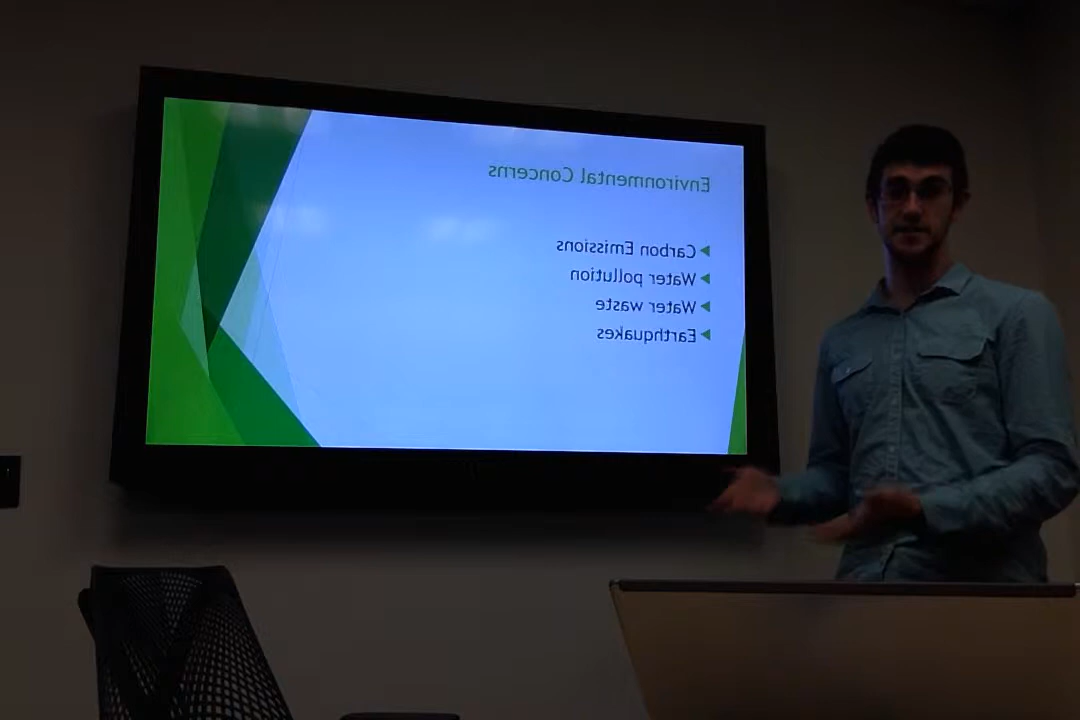 Environmental Concerns
Carbon Emissions
Water pollution
Water waste
Earthquakes